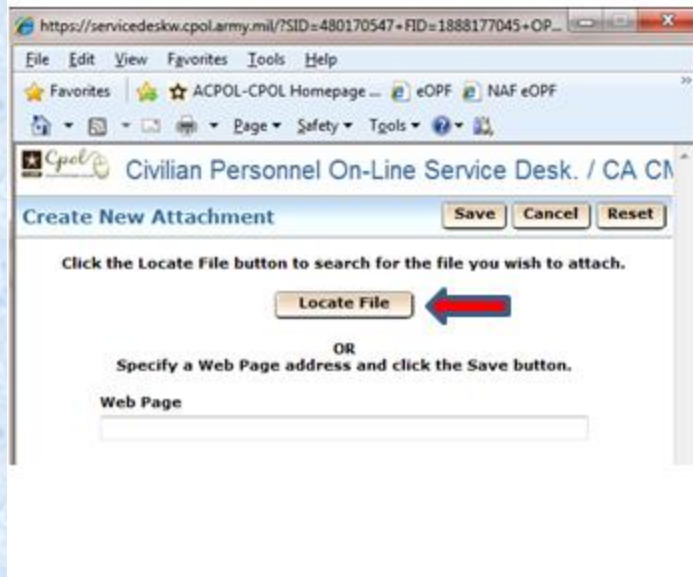 https://servicedeskw.cpol.army.mil/?SID=480170547+FID=1888177045+OP...
File Edit View Favorites Tools Help
Favorites ACPOL-CPOL Homepage ... eOPF NAF eOPF
Page Safety Tools
Cpol Civilian Personnel On-Line Service Desk. / CA CM
Create New Attachment Save Cancel Reset
Click the Locate File button to search for the file you wish to attach.
Locate File
OR
Specify a Web Page address and click the Save button.
Web Page